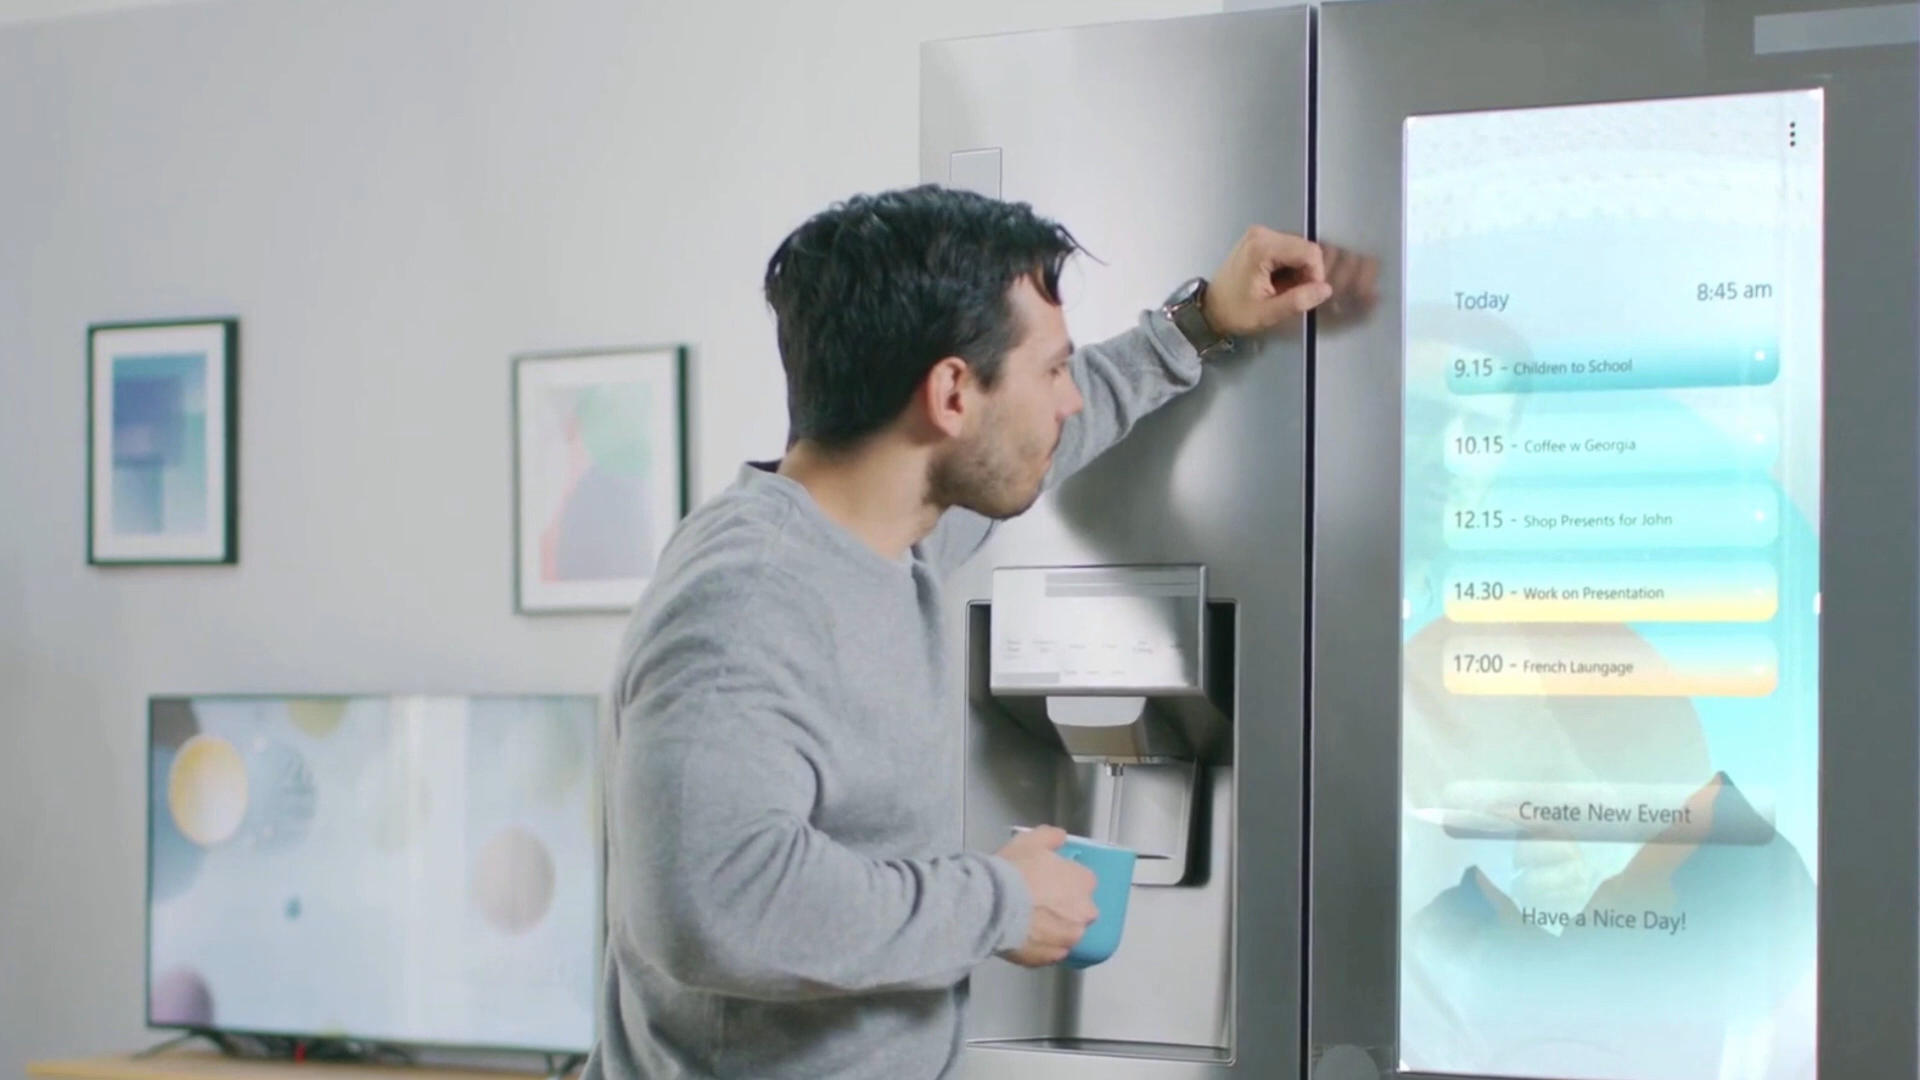 Today 8:45 am
9.15 - Children to School
10.15 - Coffee w Georgia
12.15 - Shop Presents for John
14.30 - Work on Presentation
17:00 - French Laungage
Create New Event
Have a Nice Day!